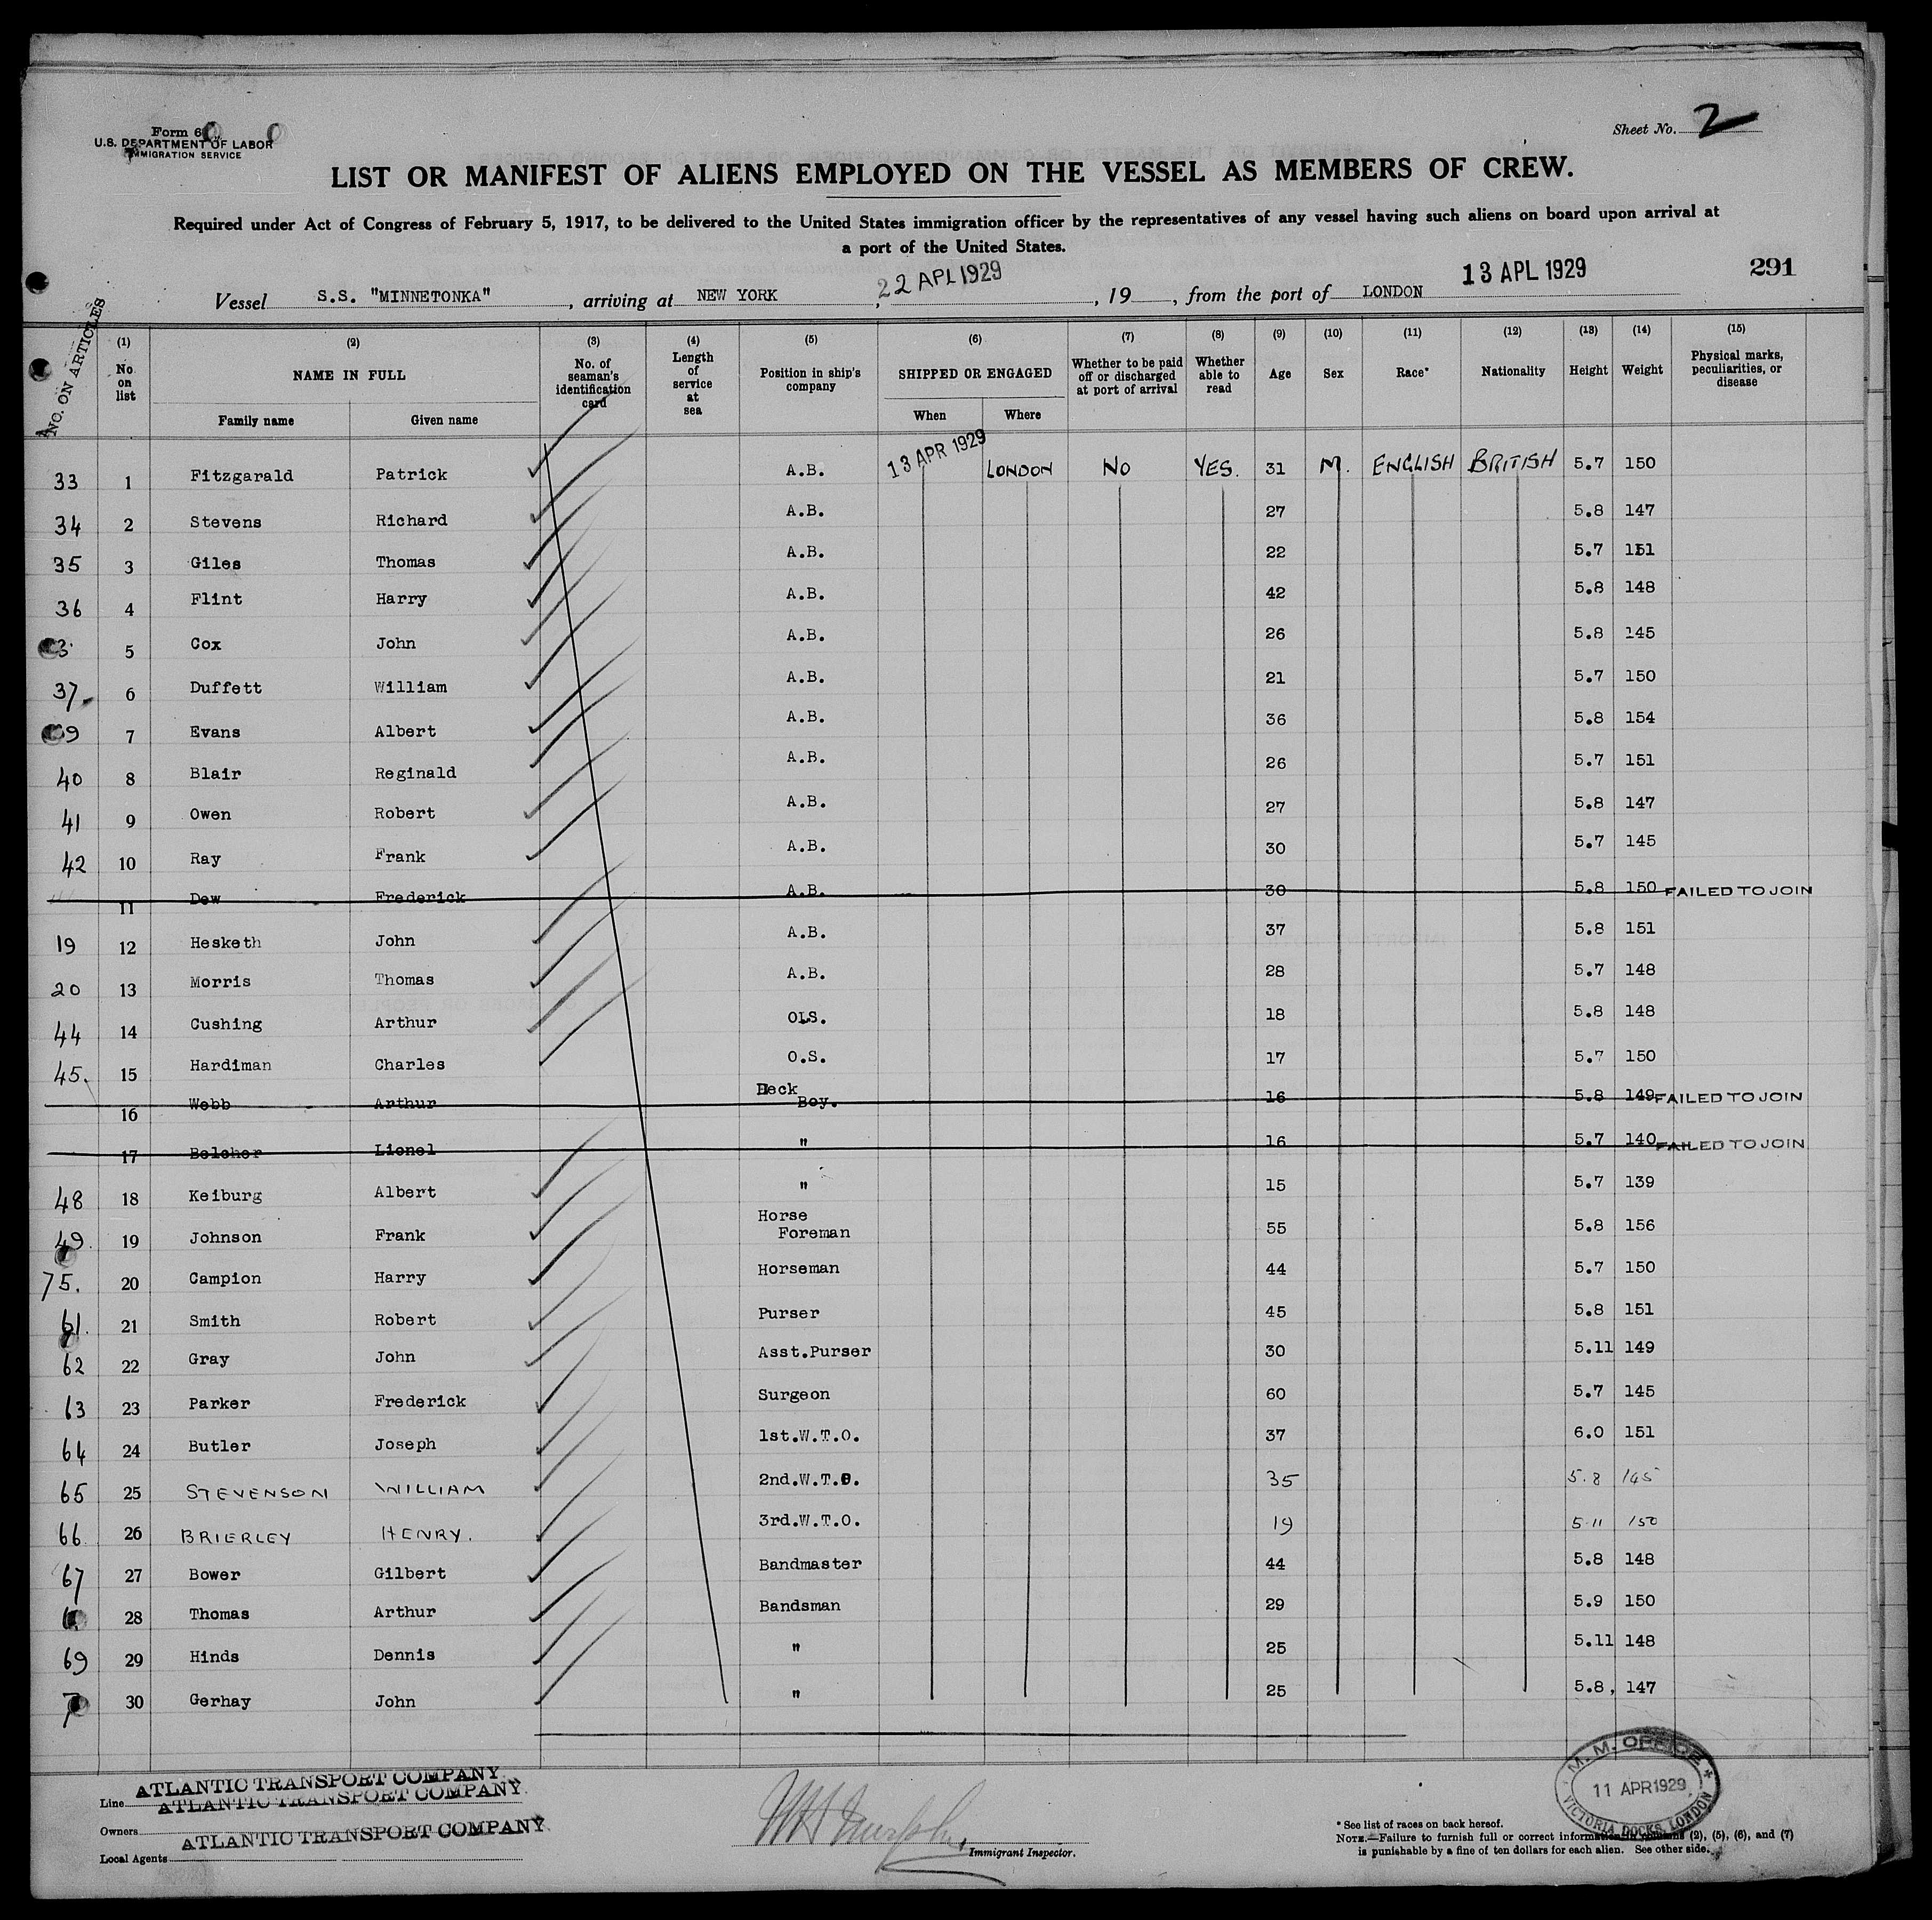 Form 6
U.S. DEPARTMENT OF LABOR
IMMIGRATION SERVICE
Sheet No. 2
LIST OR MANIFEST OF ALIENS EMPLOYED ON THE VESSEL AS MEMBERS OF CREW.
Required under Act of Congress of February 5, 1917, to be delivered to the United States immigration officer by the representatives of any vessel having such aliens on board upon arrival at
a port of the United States.
Vessel S.S. "MINNETONKA", arriving at NEW YORK, 22 APL 1929, 19 , from the port of LONDON 13 APL 1929 291
NO. ON ARTICLES (1) No. on list (2) NAME IN FULL Family name Given name (3) No. of seaman's identification card (4) Length of service at sea (5) Position in ship's company (6) SHIPPED OR ENGAGED When Where (7) Whether to be paid off or discharged at port of arrival (8) Whether able to read (9) Age (10) Sex (11) Race* (12) Nationality (13) Height (14) Weight (15) Physical marks, peculiarities, or disease
33 1 Fitzgarald Patrick A.B. 13 APR 1929 LONDON NO YES. 31 M. ENGLISH BRITISH 5.7 150
34 2 Stevens Richard A.B. 27 5.8 147
35 3 Giles Thomas A.B. 22 5.7 151
36 4 Flint Harry A.B. 42 5.8 148
5 Cox John A.B. 26 5.8 145
37 6 Duffett William A.B. 21 5.7 150
7 Evans Albert A.B. 36 5.8 154
40 8 Blair Reginald A.B. 26 5.7 151
41 9 Owen Robert A.B. 27 5.8 147
42 10 Ray Frank A.B. 30 5.7 145
11 Dew Frederick A.B. 30 5.8 150 FAILED TO JOIN
19 12 Hesketh John A.B. 37 5.8 151
20 13 Morris Thomas A.B. 28 5.7 148
44 14 Cushing Arthur O.S. 18 5.8 148
45. 15 Hardiman Charles O.S. 17 5.7 150
16 Webb Arthur Deck Boy. 16 5.8 149 FAILED TO JOIN
17 Belcher Lionel " 16 5.7 140 FAILED TO JOIN
48 18 Keiburg Albert " 15 5.7 139
49. 19 Johnson Frank Horse Foreman 55 5.8 156
75. 20 Campion Harry Horseman 44 5.7 150
61. 21 Smith Robert Purser 45 5.8 151
62 22 Gray John Asst.Purser 30 5.11 149
63 23 Parker Frederick Surgeon 60 5.7 145
64 24 Butler Joseph 1st.W.T.O. 37 6.0 151
65 25 STEVENSON WILLIAM 2nd.W.T.O. 35 5.8 145
66 26 BRIERLEY HENRY. 3rd.W.T.O. 19 5 11 150
67 27 Bower Gilbert Bandmaster 44 5.8 148
28 Thomas Arthur Bandsman 29 5.9 150
69 29 Hinds Dennis " 25 5.11 148
30 Gerhay John " 25 5.8, 147
Line ATLANTIC TRANSPORT COMPANY.
ATLANTIC TRANSPORT COMPANY.
Owners
ATLANTIC TRANSPORT COMPANY.
Local Agents
Immigrant Inspector.
M. M. OFFICE
11 APR 1929
VICTORIA DOCKS, LONDON
* See list of races on back hereof.
NOTE.—Failure to furnish full or correct information in columns (2), (5), (6), and (7)
is punishable by a fine of ten dollars for each alien. See other side.